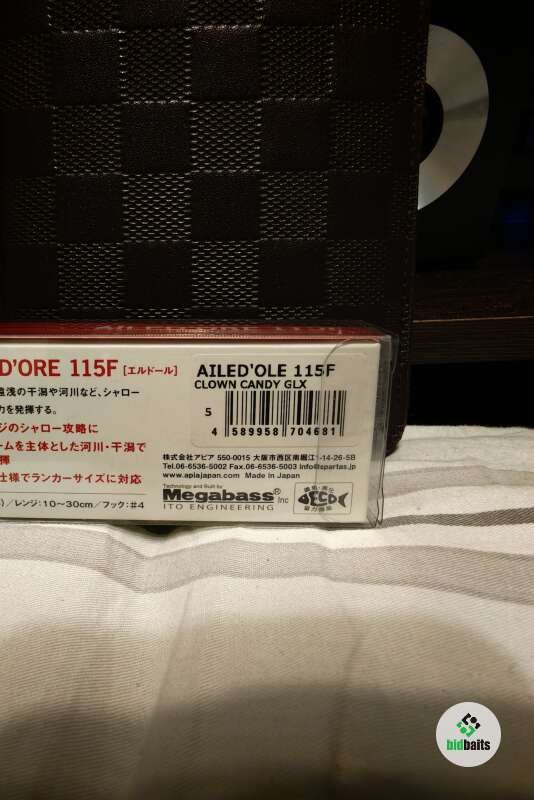 D'ORE 115F [エルドール]
遠浅の干潟や河川など、シャロー
力を発揮する。
ジのシャロー攻略に
ームを主体とした河川・干潟で
揮
仕様でランカーサイズに対応
)/レンジ:10~30cm/フック:#4
AILED'OLE 115F
CLOWN CANDY GLX
5
4 589958 704681
株式会社アピア 550-0015 大阪市西区南堀江1-14-26-5B
Tel.06-6536-5002 Fax.06-6536-5003 info@spartas.jp
www.apiajapan.com Made in Japan
Technology and Built by
Megabass® Inc
ITO ENGINEERING
ECO
bidbaits